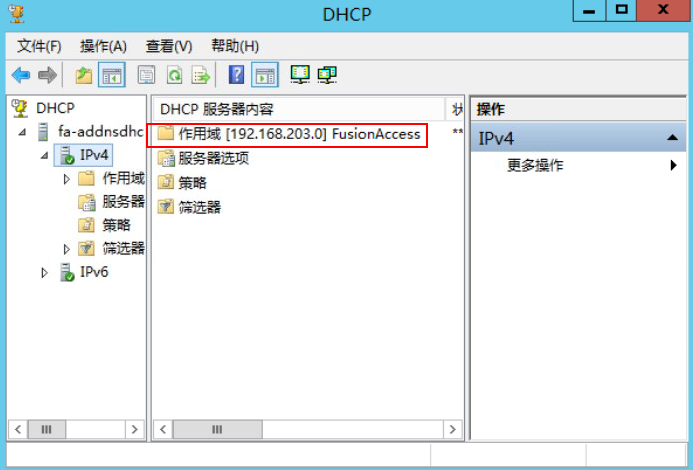 DHCP
文件(F) 操作(A) 查看(V) 帮助(H)
DHCP
fa-addnsdhc
IPv4
作用域
服务器
策略
筛选器
IPv6
DHCP 服务器内容
作用域 [192.168.203.0] FusionAccess
**
服务器选项
策略
筛选器
操作
IPv4
更多操作